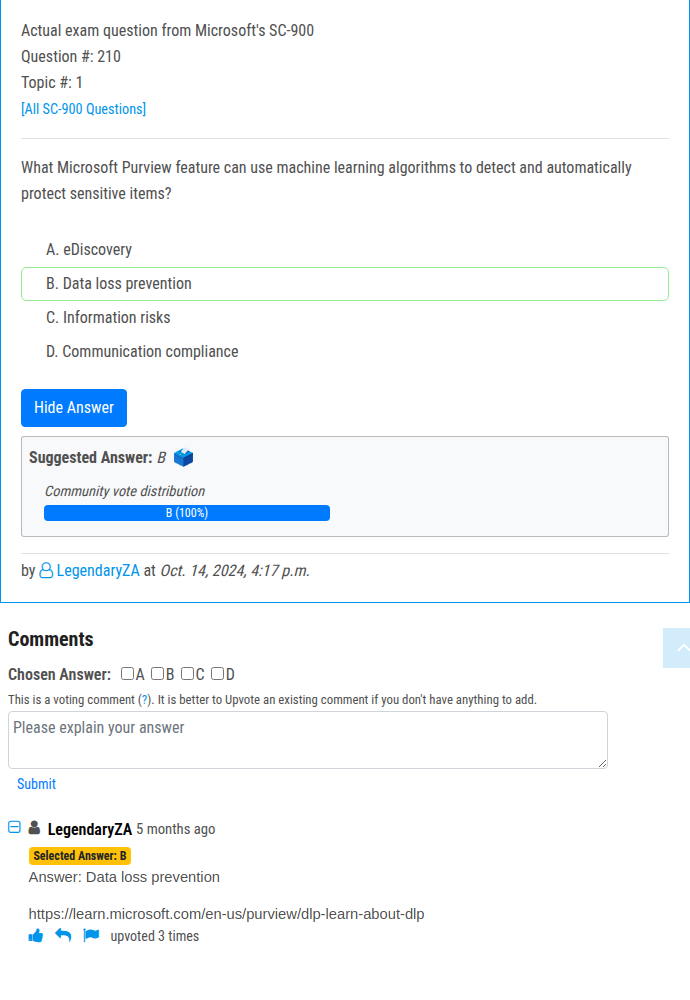 Actual exam question from Microsoft's SC-900
Question #: 210
Topic #: 1
[All SC-900 Questions]
What Microsoft Purview feature can use machine learning algorithms to detect and automatically
protect sensitive items?
A. eDiscovery
B. Data loss prevention
C. Information risks
D. Communication compliance
Hide Answer
Suggested Answer: B
Community vote distribution
B (100%)
by LegendaryZA at Oct. 14, 2024, 4:17 p.m.
Comments
Chosen Answer: A B C D
This is a voting comment (?). It is better to Upvote an existing comment if you don't have anything to add.
Please explain your answer
Submit
LegendaryZA 5 months ago
Selected Answer: B
Answer: Data loss prevention
https://learn.microsoft.com/en-us/purview/dlp-learn-about-dlp
upvoted 3 times